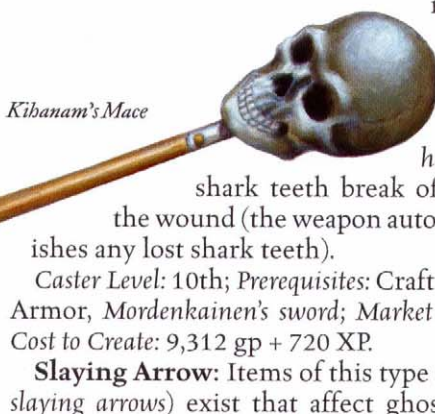 Kihanam's Mace
shark teeth break of
the wound (the weapon auto
ishes any lost shark teeth).
Caster Level: 10th; Prerequisites: Craft
Armor, Mordenkainen's sword; Market
Cost to Create: 9,312 gp + 720 XP.
Slaying Arrow: Items of this type
slaying arrows) exist that affect ghos